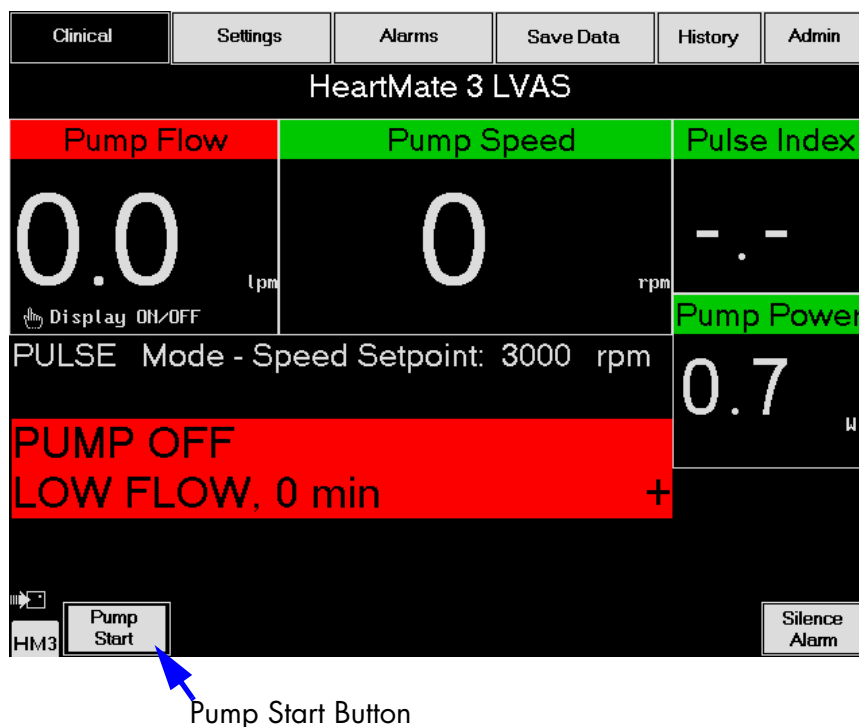 Clinical Settings Alarms Save Data History Admin
HeartMate 3 LVAS
Pump Flow Pump Speed Pulse Index
0.0 lpm 0 rpm -.-
Display ON/OFF
Pump Power
PULSE Mode - Speed Setpoint: 3000 rpm
0.7 W
PUMP OFF
LOW FLOW, 0 min +
HM3 Pump Start
Silence Alarm
Pump Start Button